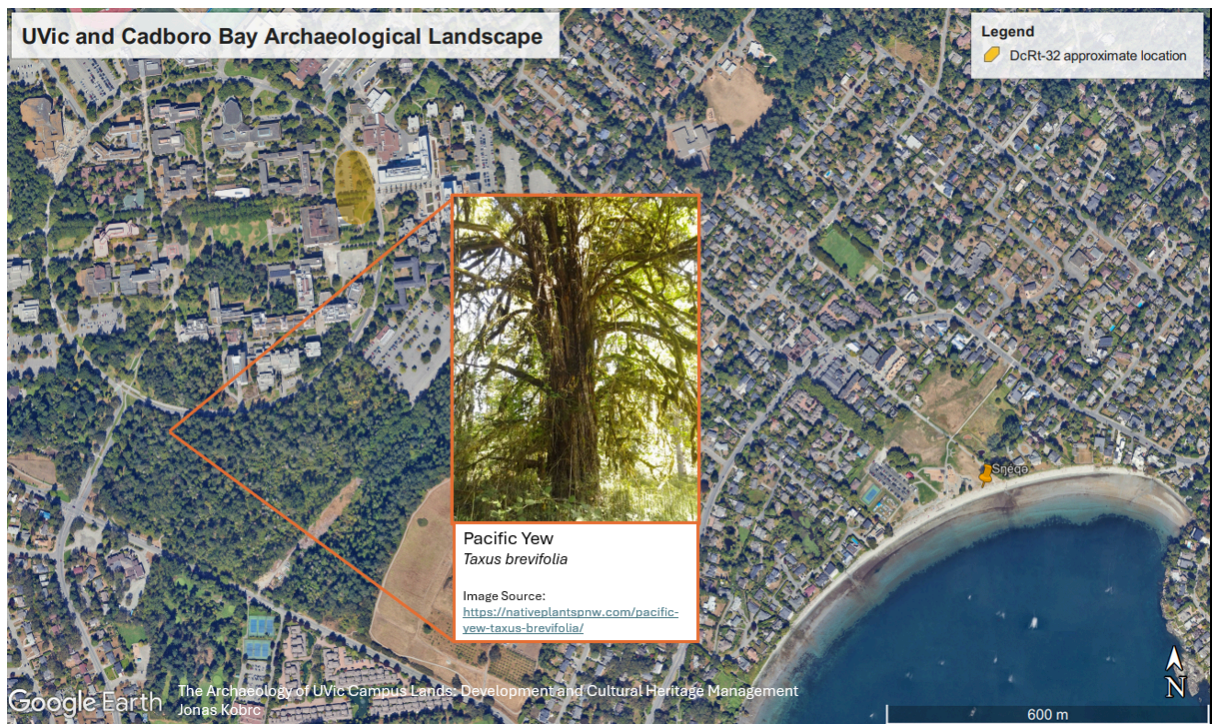 UVic and Cadboro Bay Archaeological Landscape
Legend
DcRt-32 approximate location
Sŋéqə
Pacific Yew
Taxus brevifolia
Image Source:
https://nativeplantspnw.com/pacific-
yew-taxus-brevifolia/
N
Google Earth
The Archaeology of UVic Campus Lands: Development and Cultural Heritage Management
Jonas Kobrc
600 m